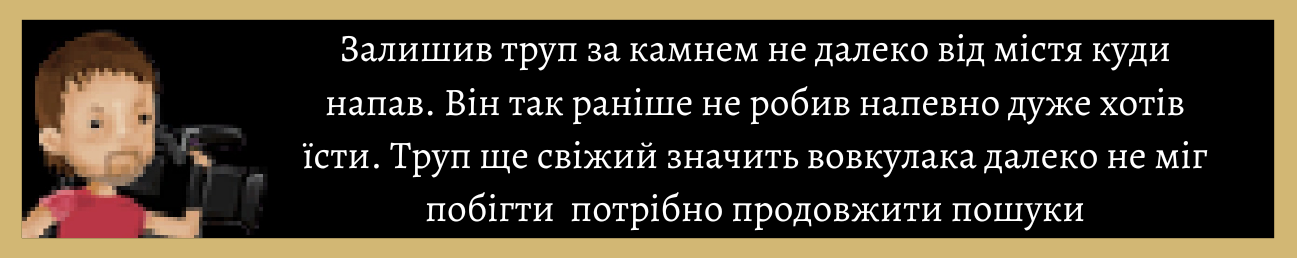 Залишив труп за камнем не далеко від містя куди
напав. Він так раніше не робив напевно дуже хотів
їсти. Труп ще свіжий значить вовкулака далеко не міг
побігти  потрібно продовжити пошуки